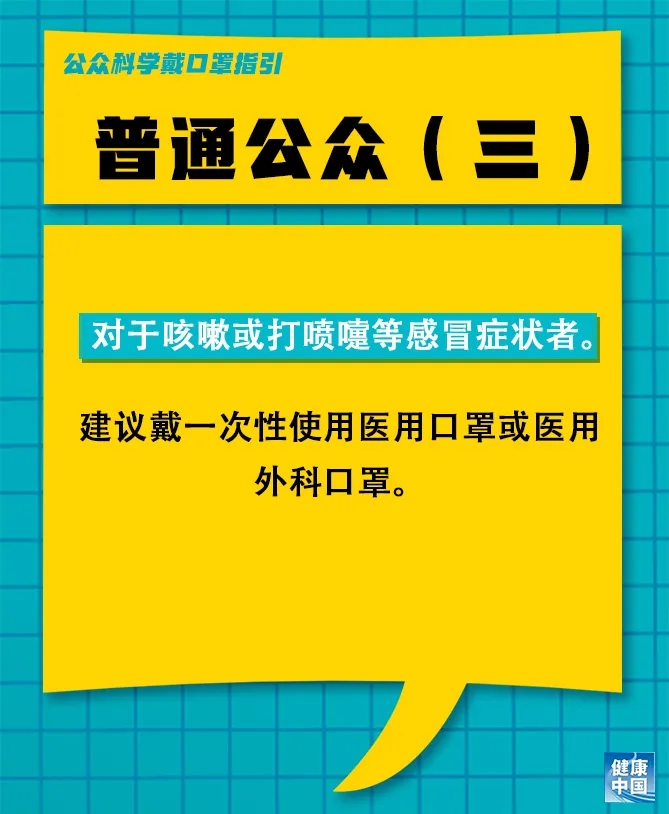 公众科学戴口罩指引
普通公众（三）
对于咳嗽或打喷嚏等感冒症状者。
建议戴一次性使用医用口罩或医用
外科口罩。
健康
中国